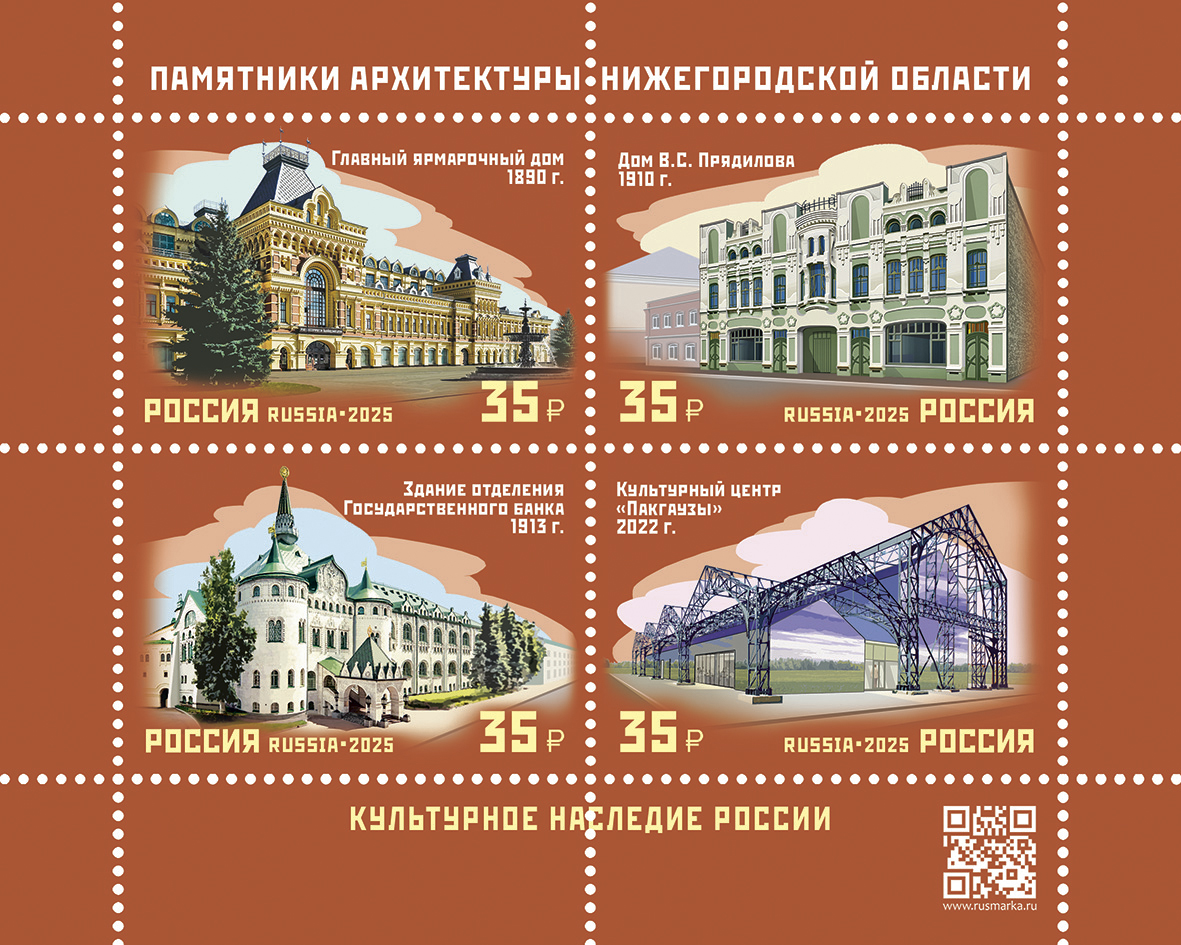 ПАМЯТНИКИ АРХИТЕКТУРЫ НИЖЕГОРОДСКОЙ ОБЛАСТИ
Главный ярмарочный дом
1890 г.
РОССИЯ RUSSIA•2025
35 ₽
Дом В.С. Прядилова
1910 г.
35 ₽
RUSSIA•2025 РОССИЯ
Здание отделения
Государственного банка
1913 г.
РОССИЯ RUSSIA•2025
35 ₽
Культурный центр
«Пакгаузы»
2022 г.
35 ₽
RUSSIA•2025 РОССИЯ
КУЛЬТУРНОЕ НАСЛЕДИЕ РОССИИ
www.rusmarka.ru